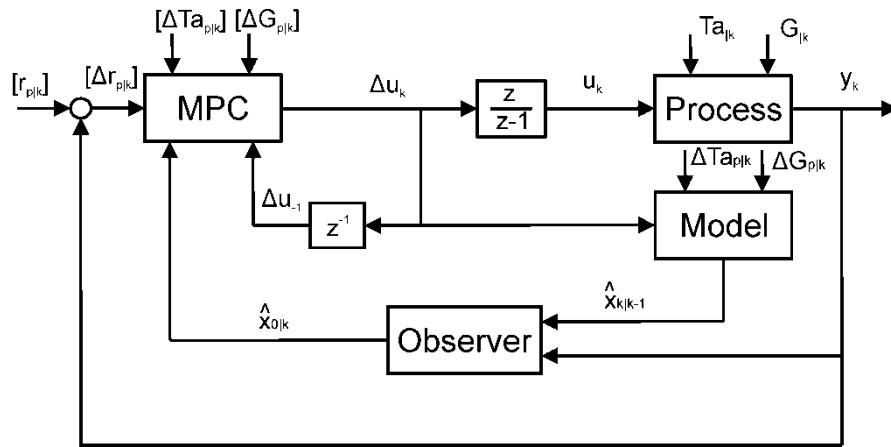 [ΔTa_p|k] [ΔG_p|k]
Ta_|k G_|k
[r_p|k] [Δr_p|k] MPC Δu_k z/z-1 u_k Process y_k
ΔTa_p|k ΔG_p|k
Δu_-1 z^-1 Model
x̂_0|k Observer x̂_k|k-1